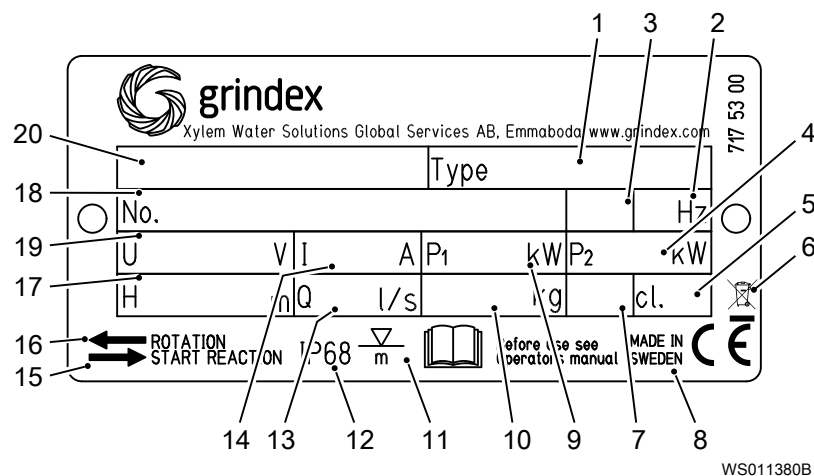 1 3 2
grindex
Xylem Water Solutions Global Services AB, Emmaboda, www.grindex.com
717 53 00
20 4
Type
18
No. Hz
5
19
U V I A P1 kW P2 kW
6
17
H m Q l/s kg cl.
16 ROTATION
15 START REACTION
IP68 m
Before use see
Operators manual
MADE IN
SWEDEN
CE
14 13 12 11 10 9 7 8
WS011380B